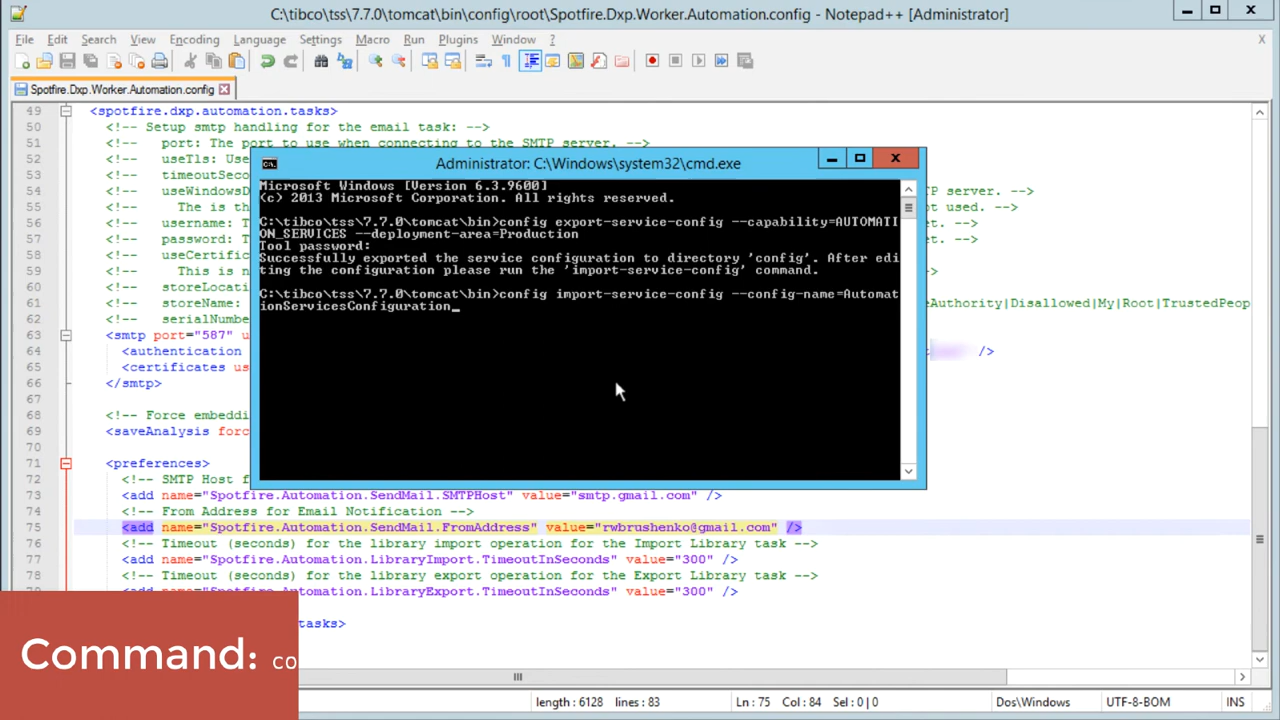 C:\tibco\tss\7.7.0\tomcat\bin\config\root\Spotfire.Dxp.Worker.Automation.config - Notepad++ [Administrator]
File Edit Search View Encoding Language Settings Macro Run Plugins Window ? X
Spotfire.Dxp.Worker.Automation.config
49 <spotfire.dxp.automation.tasks>
50 <!-- Setup smtp handling for the email task: -->
51 <!-- port: The port to use when connecting to the SMTP server.
52 <!-- useTls: Use
53 <!-- timeoutSec
54 <!-- useWindowsD TP server. -->
55 <!-- This is th used". -->
56 <!-- username: T et. -->
57 <!-- password: T et. -->
58 <!-- useCertific
59 <!-- This is n >
60 <!-- storeLocati
61 <!-- storeName: eAuthority|Disallowed|My|Root|TrustedPeop
62 <!-- serialNumbe
63 <smtp port="587" u
64 <authentication />
65 <certificates us
66 </smtp>
67
68 <!-- Force embeddi
69 <saveAnalysis forc
70
71 <preferences>
72 <!-- SMTP Host f
73 <add name="Spotfire.Automation.SendMail.SMTPHost" value="smtp.gmail.com" />
74 <!-- From Address for Email Notification -->
75 <add name="Spotfire.Automation.SendMail.FromAddress" value="rwbrushenko@gmail.com" />
76 <!-- Timeout (seconds) for the library import operation for the Import Library task -->
77 <add name="Spotfire.Automation.LibraryImport.TimeoutInSeconds" value="300" />
78 <!-- Timeout (seconds) for the library export operation for the Export Library task -->
<add name="Spotfire.Automation.LibraryExport.TimeoutInSeconds" value="300" />
tasks>
Administrator: C:\Windows\system32\cmd.exe
Microsoft Windows [Version 6.3.9600]
(c) 2013 Microsoft Corporation. All rights reserved.
C:\tibco\tss\7.7.0\tomcat\bin>config export-service-config --capability=AUTOMATI
ON_SERVICES --deployment-area=Production
Tool password:
Successfully exported the service configuration to directory 'config'. After edi
ting the configuration please run the 'import-service-config' command.
C:\tibco\tss\7.7.0\tomcat\bin>config import-service-config --config-name=Automat
ionServicesConfiguration_
Command: co
length : 6128 lines : 83 Ln : 75 Col : 84 Sel : 0 | 0 Dos\Windows UTF-8-BOM INS